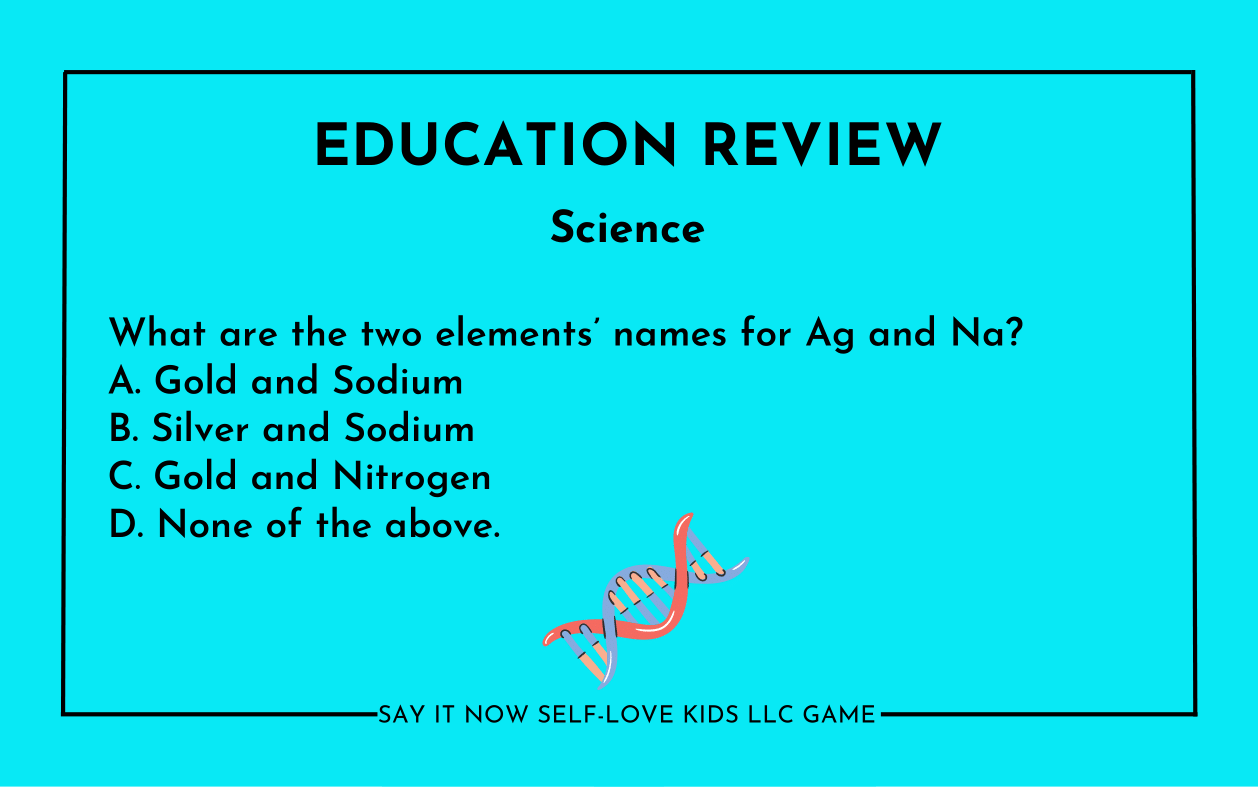 EDUCATION REVIEW
Science
What are the two elements’ names for Ag and Na?
A. Gold and Sodium
B. Silver and Sodium
C. Gold and Nitrogen
D. None of the above.
SAY IT NOW SELF-LOVE KIDS LLC GAME